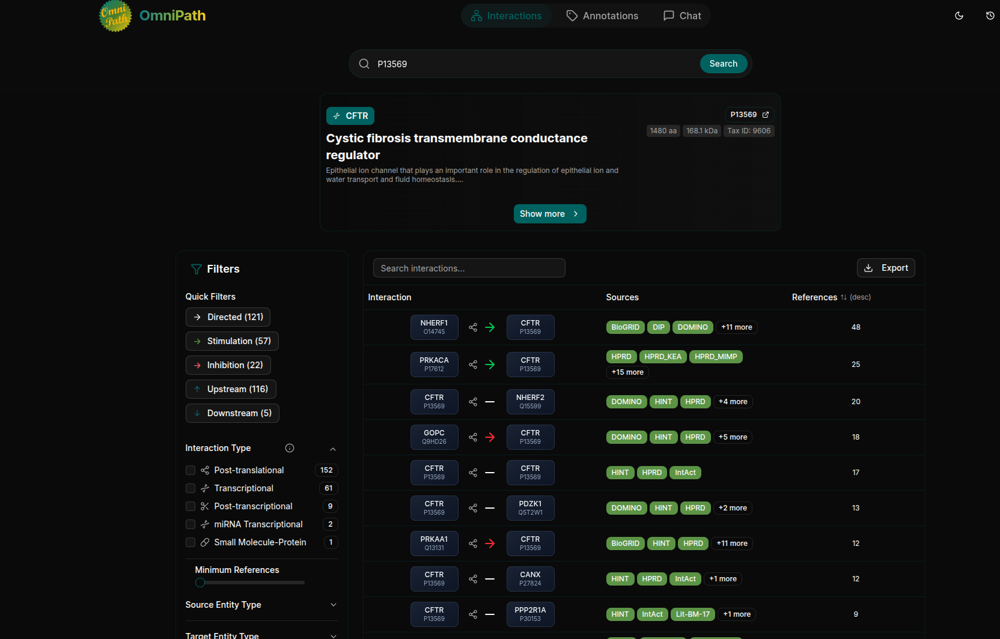 Omni Path
OmniPath
Interactions
Annotations
Chat
P13569
Search
CFTR
P13569
1480 aa
168.1 kDa
Tax ID: 9606
Cystic fibrosis transmembrane conductance
regulator
Epithelial ion channel that plays an important role in the regulation of epithelial ion and
water transport and fluid homeostasis....
Show more
Filters
Quick Filters
Directed (121)
Stimulation (57)
Inhibition (22)
Upstream (116)
Downstream (5)
Interaction Type
Post-translational 152
Transcriptional 61
Post-transcriptional 9
miRNA Transcriptional 2
Small Molecule-Protein 1
Minimum References
Source Entity Type
Target Entity Type
Search interactions...
Export
Interaction Sources References (desc)
NHERF1 CFTR BioGRID DIP DOMINO +11 more 48
O14745 P13569
PRKACA CFTR HPRD HPRD_KEA HPRD_MIMP 25
P17612 P13569 +15 more
CFTR NHERF2 DOMINO HINT HPRD +4 more 20
P13569 Q15599
GOPC CFTR DOMINO HINT HPRD +5 more 18
Q9HD26 P13569
CFTR CFTR HINT HPRD IntAct 17
P13569 P13569
CFTR PDZK1 DOMINO HINT HPRD +2 more 13
P13569 Q5T2W1
PRKAA1 CFTR BioGRID HINT HPRD +11 more 12
Q13131 P13569
CFTR CANX HINT HPRD IntAct +1 more 12
P13569 P27824
CFTR PPP2R1A HINT IntAct Lit-BM-17 +1 more 9
P13569 P30153